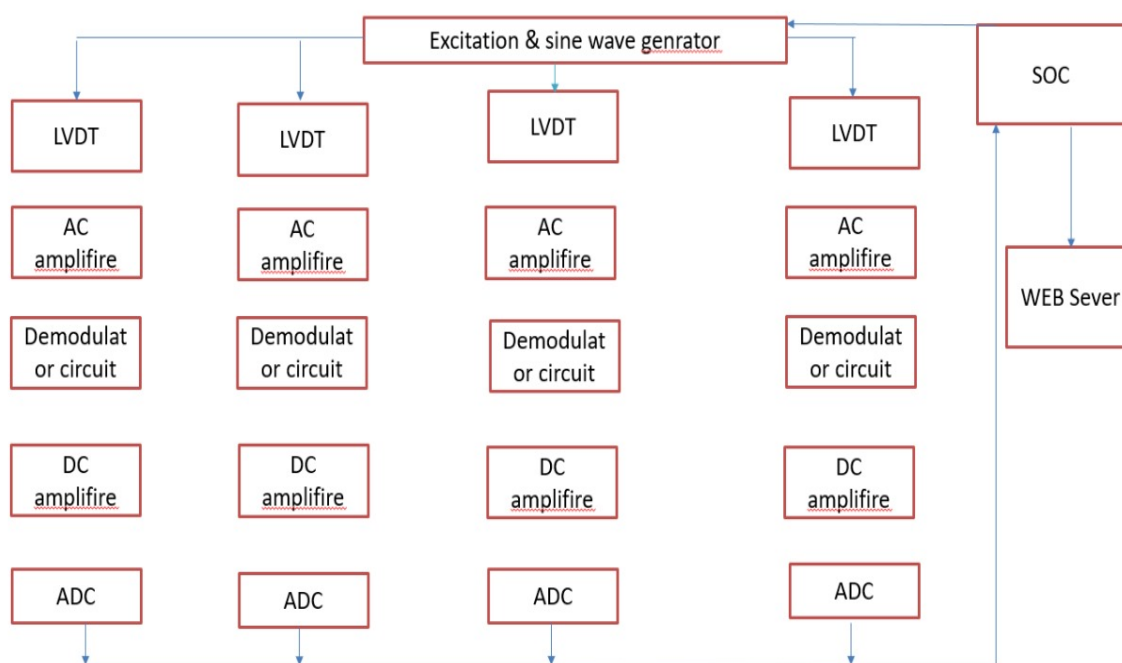 Excitation & sine wave genrator
SOC
LVDT
LVDT
LVDT
LVDT
AC
amplifire
AC
amplifire
AC
amplifire
AC
amplifire
WEB Sever
Demodulat
or circuit
Demodulat
or circuit
Demodulat
or circuit
Demodulat
or circuit
DC
amplifire
DC
amplifire
DC
amplifire
DC
amplifire
ADC
ADC
ADC
ADC